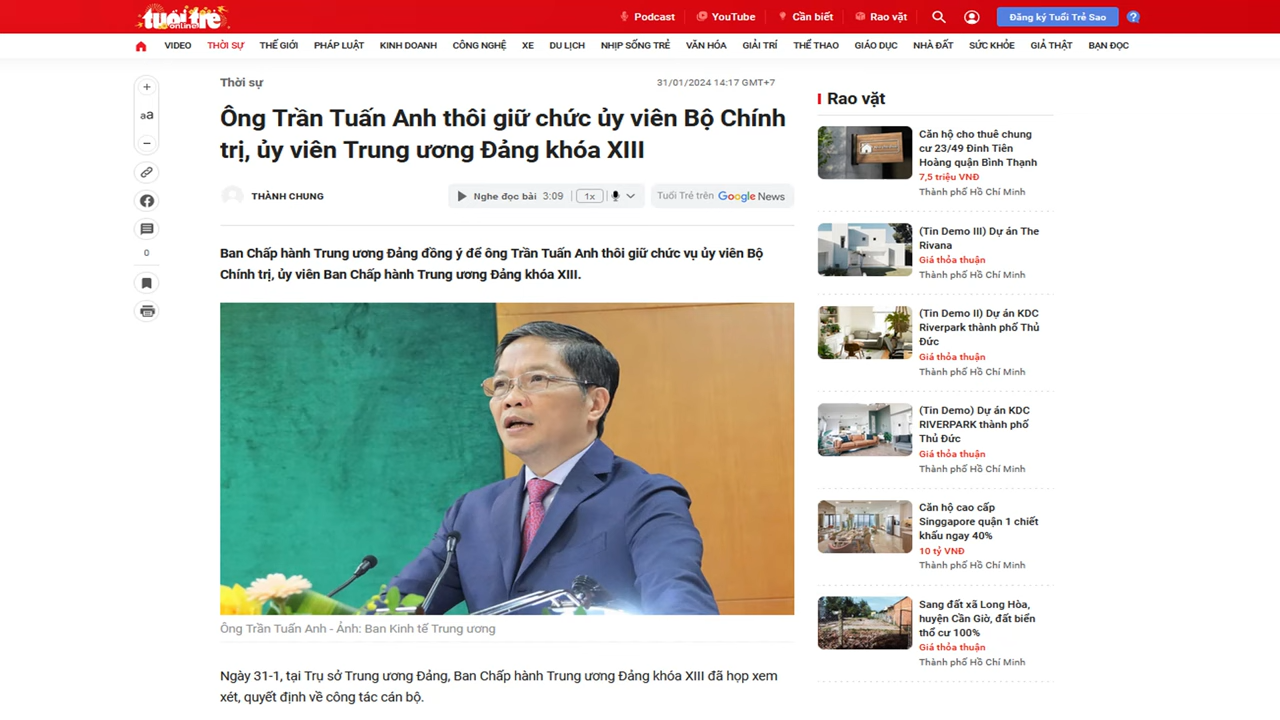 tuổi trẻ
online
Podcast
YouTube
Cần biết
Rao vặt
Đăng ký Tuổi Trẻ Sao
?
VIDEO THỜI SỰ THẾ GIỚI PHÁP LUẬT KINH DOANH CÔNG NGHỆ XE DU LỊCH NHỊP SỐNG TRẺ VĂN HÓA GIẢI TRÍ THỂ THAO GIÁO DỤC NHÀ ĐẤT SỨC KHỎE GIẢ THẬT BẠN ĐỌC
+
aa
−
0
Thời sự
31/01/2024 14:17 GMT+7
Ông Trần Tuấn Anh thôi giữ chức ủy viên Bộ Chính
trị, ủy viên Trung ương Đảng khóa XIII
THÀNH CHUNG
Nghe đọc bài 3:09
1x
Tuổi Trẻ trên Google News
Ban Chấp hành Trung ương Đảng đồng ý để ông Trần Tuấn Anh thôi giữ chức vụ ủy viên Bộ
Chính trị, ủy viên Ban Chấp hành Trung ương Đảng khóa XIII.
Ông Trần Tuấn Anh - Ảnh: Ban Kinh tế Trung ương
Ngày 31-1, tại Trụ sở Trung ương Đảng, Ban Chấp hành Trung ương Đảng khóa XIII đã họp xem
xét, quyết định về công tác cán bộ.
Rao vặt
Căn hộ cho thuê chung
cư 23/49 Đinh Tiên
Hoàng quận Bình Thạnh
7,5 triệu VNĐ
Thành phố Hồ Chí Minh
(Tin Demo III) Dự án The
Rivana
Giá thỏa thuận
Thành phố Hồ Chí Minh
(Tin Demo II) Dự án KDC
Riverpark thành phố Thủ
Đức
Giá thỏa thuận
Thành phố Hồ Chí Minh
(Tin Demo) Dự án KDC
RIVERPARK thành phố
Thủ Đức
Giá thỏa thuận
Thành phố Hồ Chí Minh
Căn hộ cao cấp
Singgapore quận 1 chiết
khấu ngay 40%
10 tỷ VNĐ
Thành phố Hồ Chí Minh
Sang đất xã Long Hòa,
huyện Cần Giờ, đất biển
thổ cư 100%
Giá thỏa thuận
Thành phố Hồ Chí Minh